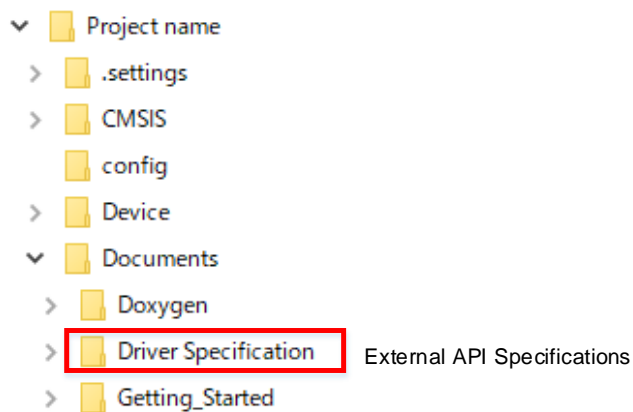 Project name
.settings
CMSIS
config
Device
Documents
Doxygen
Driver Specification External API Specifications
Getting_Started